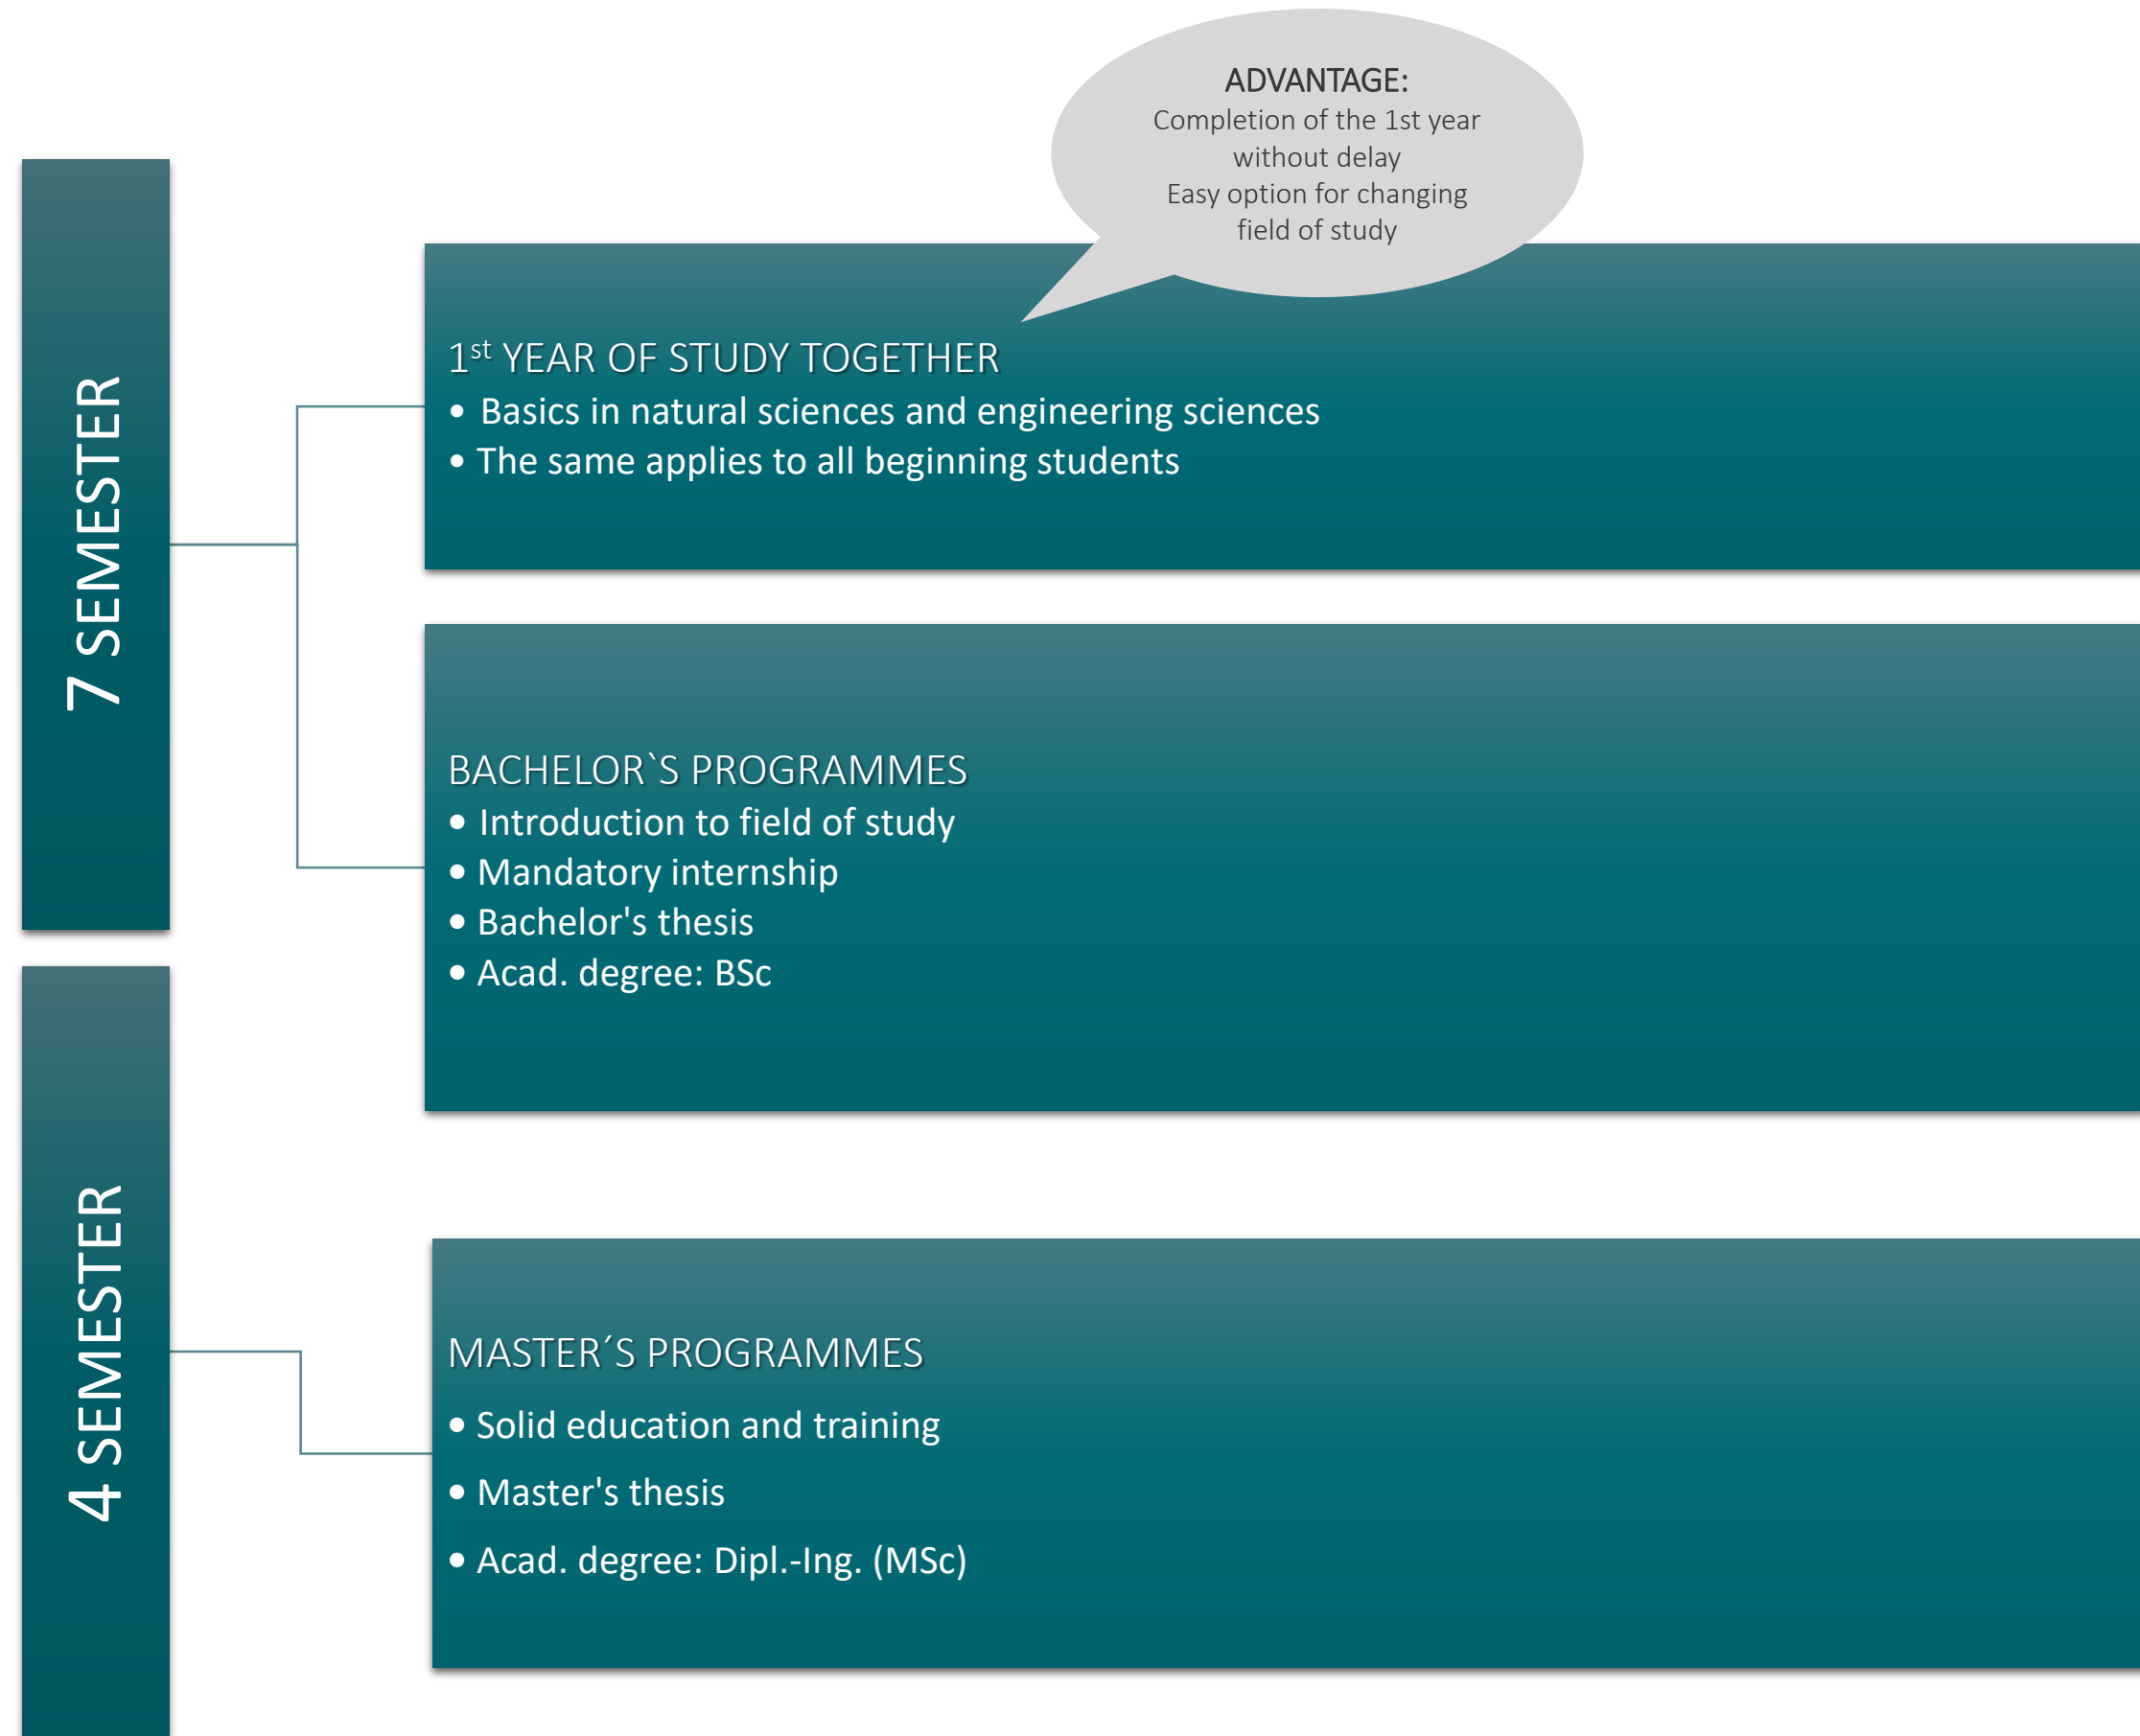 ADVANTAGE:
Completion of the 1st year
without delay
Easy option for changing
field of study
7 SEMESTER
1st YEAR OF STUDY TOGETHER
• Basics in natural sciences and engineering sciences
• The same applies to all beginning students
BACHELOR`S PROGRAMMES
• Introduction to field of study
• Mandatory internship
• Bachelor's thesis
• Acad. degree: BSc
4 SEMESTER
MASTER´S PROGRAMMES
• Solid education and training
• Master's thesis
• Acad. degree: Dipl.-Ing. (MSc)